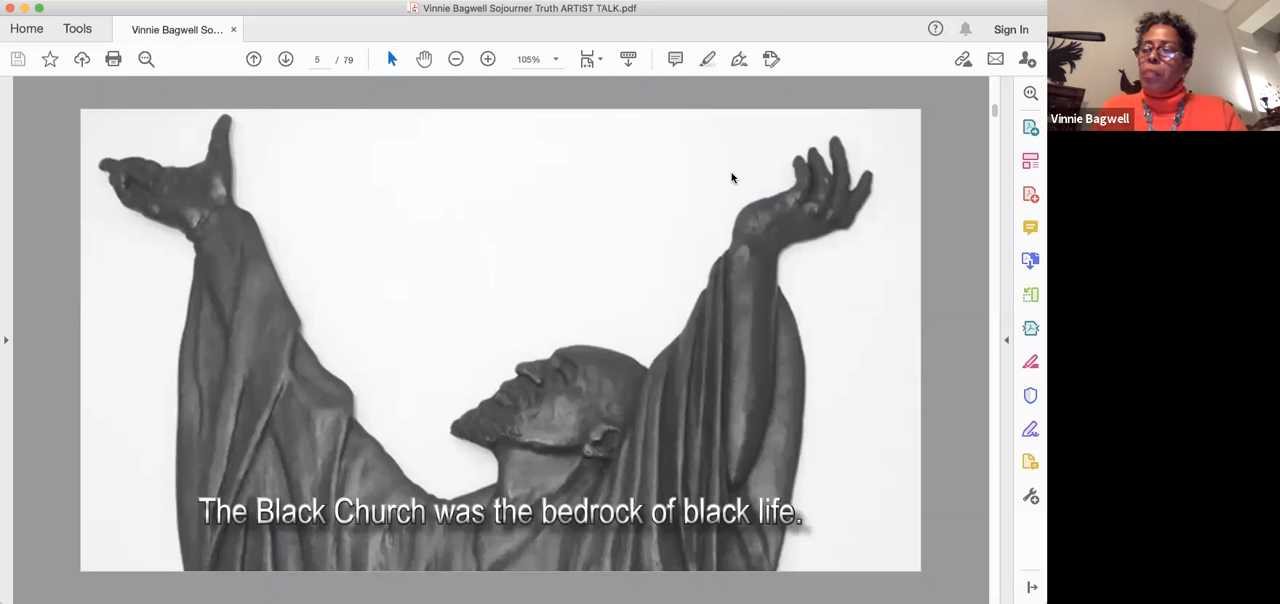 Vinnie Bagwell Sojourner Truth ARTIST TALK.pdf
Home
Tools
Vinnie Bagwell So...
Sign In
5 / 79
105%
Vinnie Bagwell
The Black Church was the bedrock of black life.